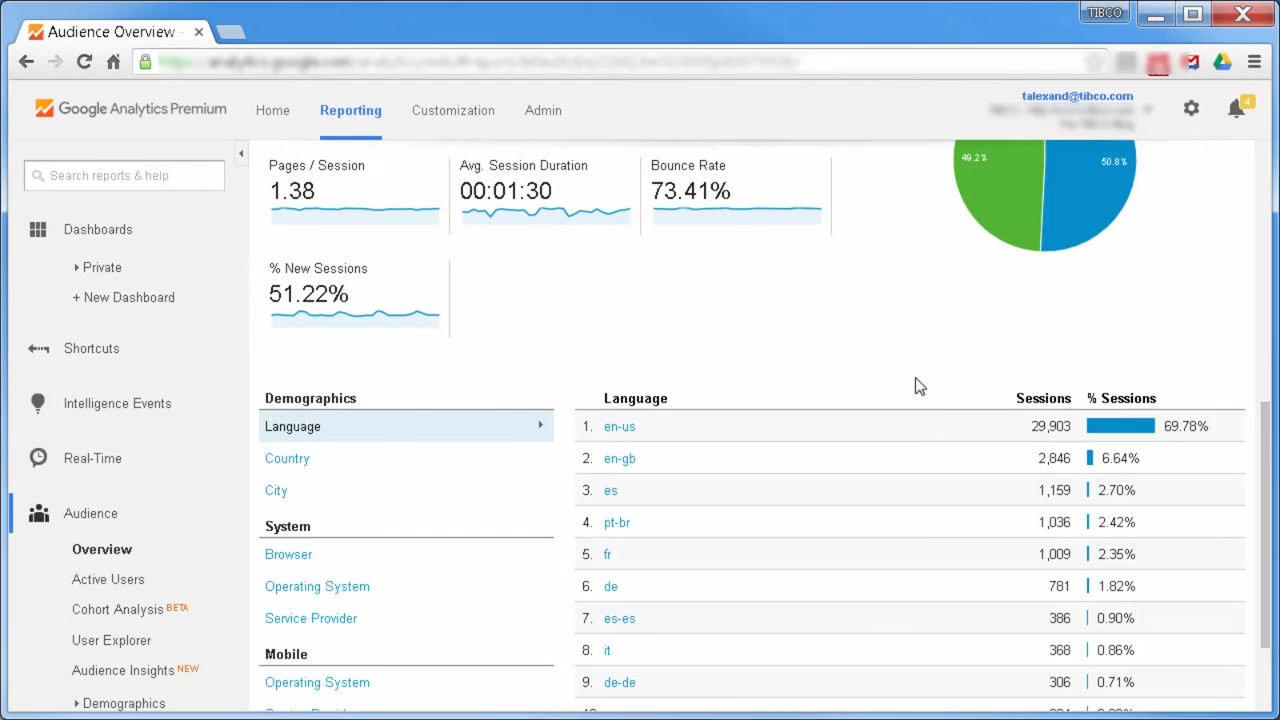 TIBCO
Audience Overview -
Google Analytics Premium
Home
Reporting
Customization
Admin
talexand@tibco.com
4
Search reports & help
Dashboards
Private
+ New Dashboard
Shortcuts
Intelligence Events
Real-Time
Audience
Overview
Active Users
Cohort Analysis BETA
User Explorer
Audience Insights NEW
Demographics
Pages / Session
1.38
Avg. Session Duration
00:01:30
Bounce Rate
73.41%
% New Sessions
51.22%
49.2%
50.8%
Demographics
Language
Country
City
System
Browser
Operating System
Service Provider
Mobile
Operating System
Language Sessions % Sessions
1. en-us 29,903 69.78%
2. en-gb 2,846 6.64%
3. es 1,159 2.70%
4. pt-br 1,036 2.42%
5. fr 1,009 2.35%
6. de 781 1.82%
7. es-es 386 0.90%
8. it 368 0.86%
9. de-de 306 0.71%